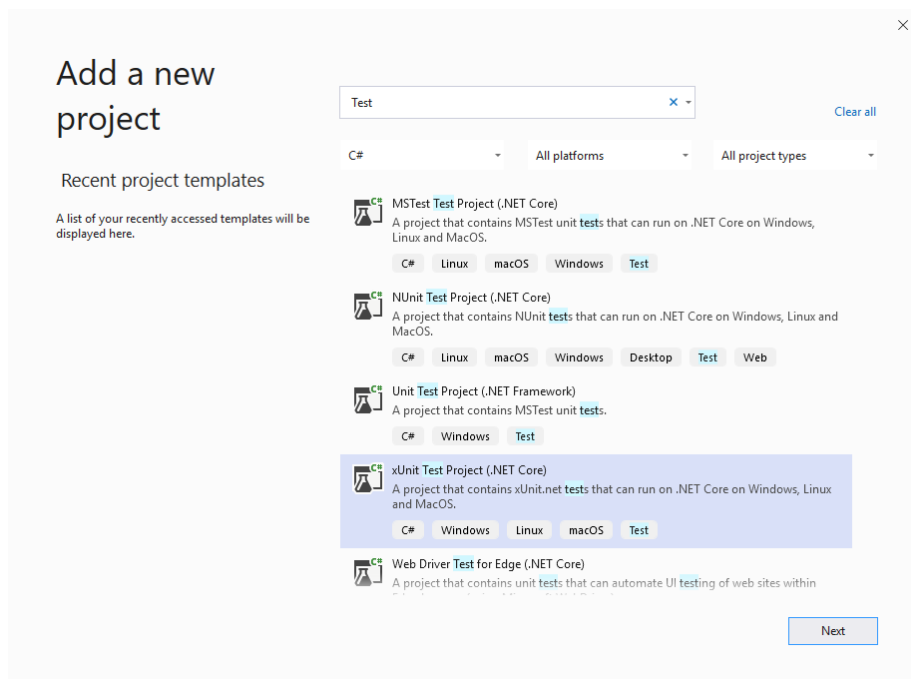 Add a new
project
Recent project templates
A list of your recently accessed templates will be
displayed here.
Test
Clear all
C#
All platforms
All project types
C#
MSTest Test Project (.NET Core)
A project that contains MSTest unit tests that can run on .NET Core on Windows,
Linux and MacOS.
C# Linux macOS Windows Test
C#
NUnit Test Project (.NET Core)
A project that contains NUnit tests that can run on .NET Core on Windows, Linux and
MacOS.
C# Linux macOS Windows Desktop Test Web
C#
Unit Test Project (.NET Framework)
A project that contains MSTest unit tests.
C# Windows Test
C#
xUnit Test Project (.NET Core)
A project that contains xUnit.net tests that can run on .NET Core on Windows, Linux
and MacOS.
C# Windows Linux macOS Test
C#
Web Driver Test for Edge (.NET Core)
A project that contains unit tests that can automate UI testing of web sites within
Next